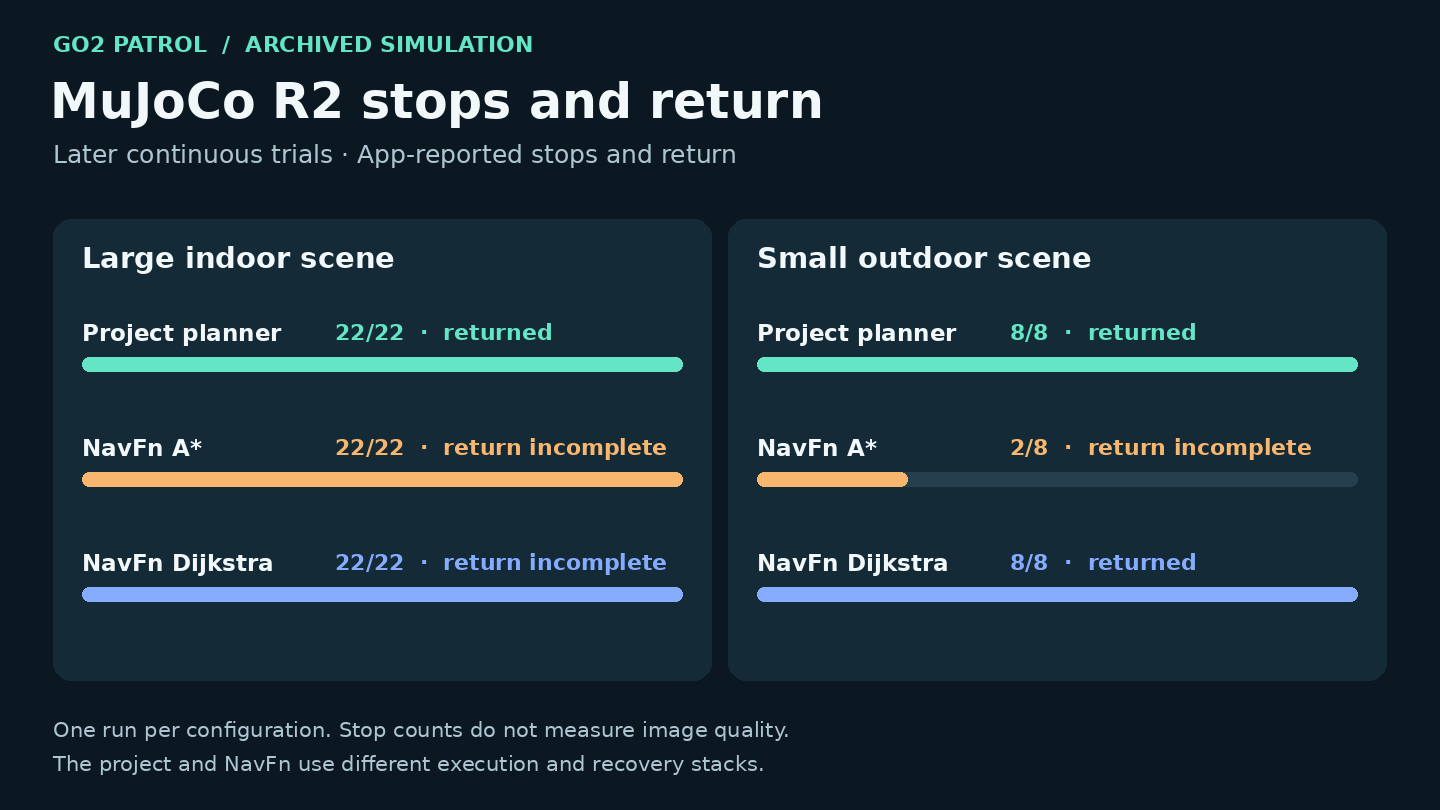 GO2 PATROL / ARCHIVED SIMULATION
MuJoCo R2 stops and return
Later continuous trials · App-reported stops and return
Large indoor scene
Project planner 22/22 · returned
NavFn A* 22/22 · return incomplete
NavFn Dijkstra 22/22 · return incomplete
Small outdoor scene
Project planner 8/8 · returned
NavFn A* 2/8 · return incomplete
NavFn Dijkstra 8/8 · returned
One run per configuration. Stop counts do not measure image quality.
The project and NavFn use different execution and recovery stacks.